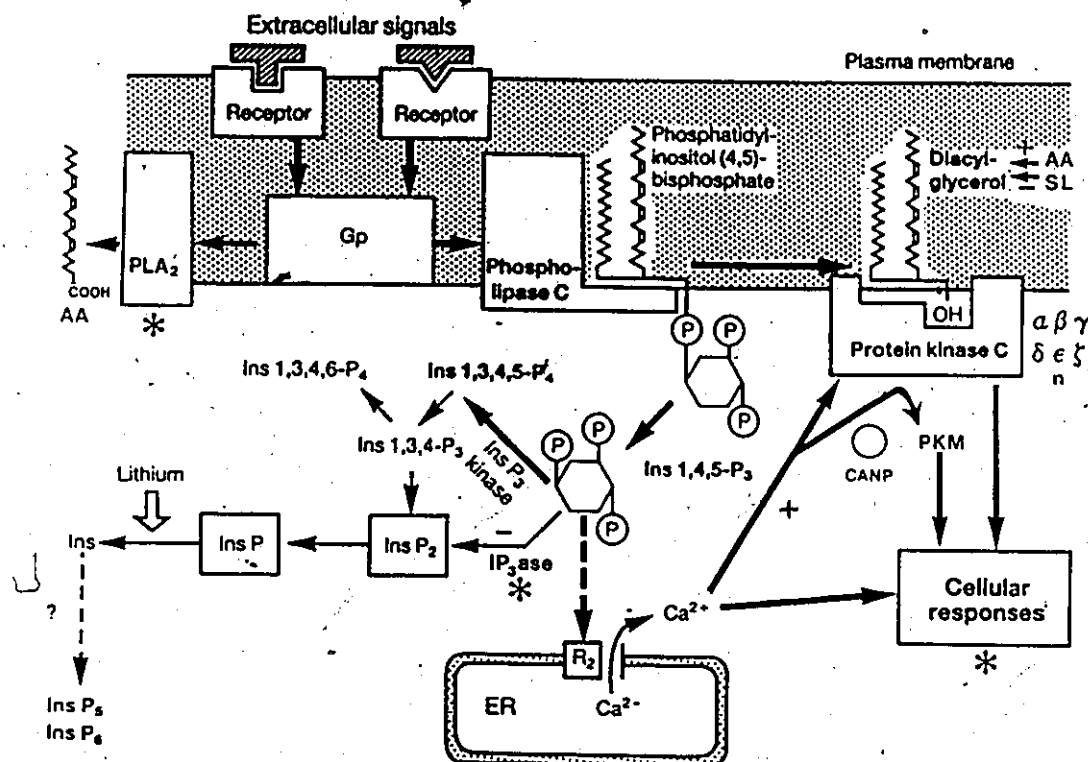 Extracellular signals
Plasma membrane
Receptor
Receptor
Phosphatidyl-
inositol (4,5)-
bisphosphate
Diacyl-
glycerol
+
AA
−
SL
PLA₂
Gp
Phospho-
lipase C
COOH
AA
*
OH
Protein kinase C
α β γ
δ ϵ ζ
n
P
P
P
Ins 1,3,4,6-P₄
Ins 1,3,4,5-P₄
Ins 1,3,4-P₃
Ins P₃
kinase
P
P
P
Ins 1,4,5-P₃
CANP
PKM
+
Lithium
Ins
Ins P
Ins P₂
−
IP₃ase
*
?
Ca²⁺
Cellular
responses
*
R₂
ER
Ca²⁻
Ins P₅
Ins P₆